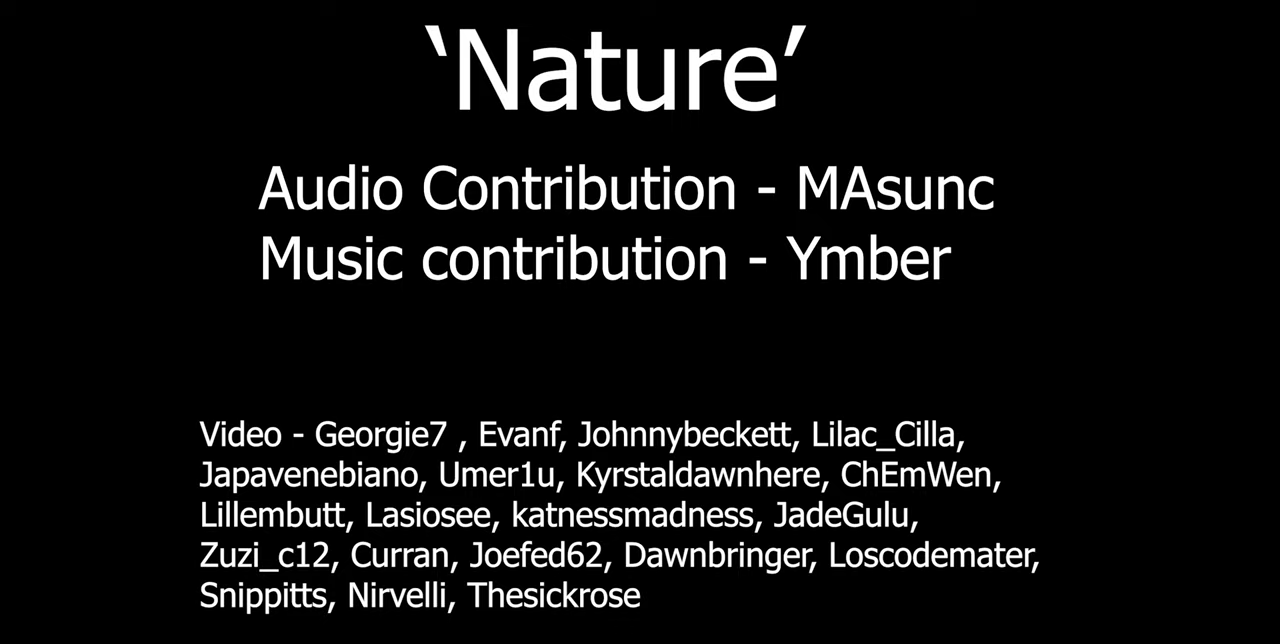 ‘Nature’
Audio Contribution - MAsunc
Music contribution - Ymber
Video - Georgie7 , Evanf, Johnnybeckett, Lilac_Cilla,
Japavenebiano, Umer1u, Kyrstaldawnhere, ChEmWen,
Lillembutt, Lasiosee, katnessmadness, JadeGulu,
Zuzi_c12, Curran, Joefed62, Dawnbringer, Loscodemater,
Snippitts, Nirvelli, Thesickrose